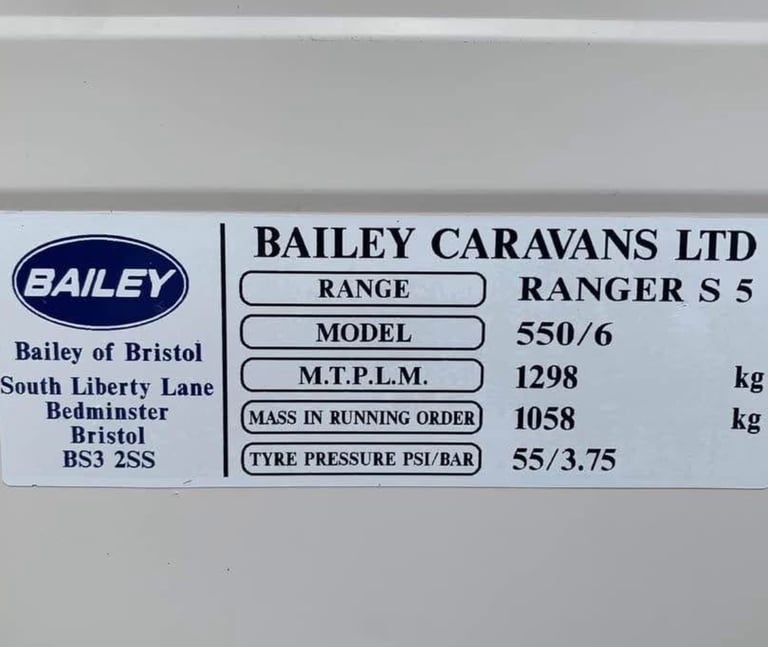 BAILEY
Bailey of Bristol
South Liberty Lane
Bedminster
Bristol
BS3 2SS
BAILEY CARAVANS LTD
RANGE RANGER S 5
MODEL 550/6
M.T.P.L.M. 1298 kg
MASS IN RUNNING ORDER 1058 kg
TYRE PRESSURE PSI/BAR 55/3.75